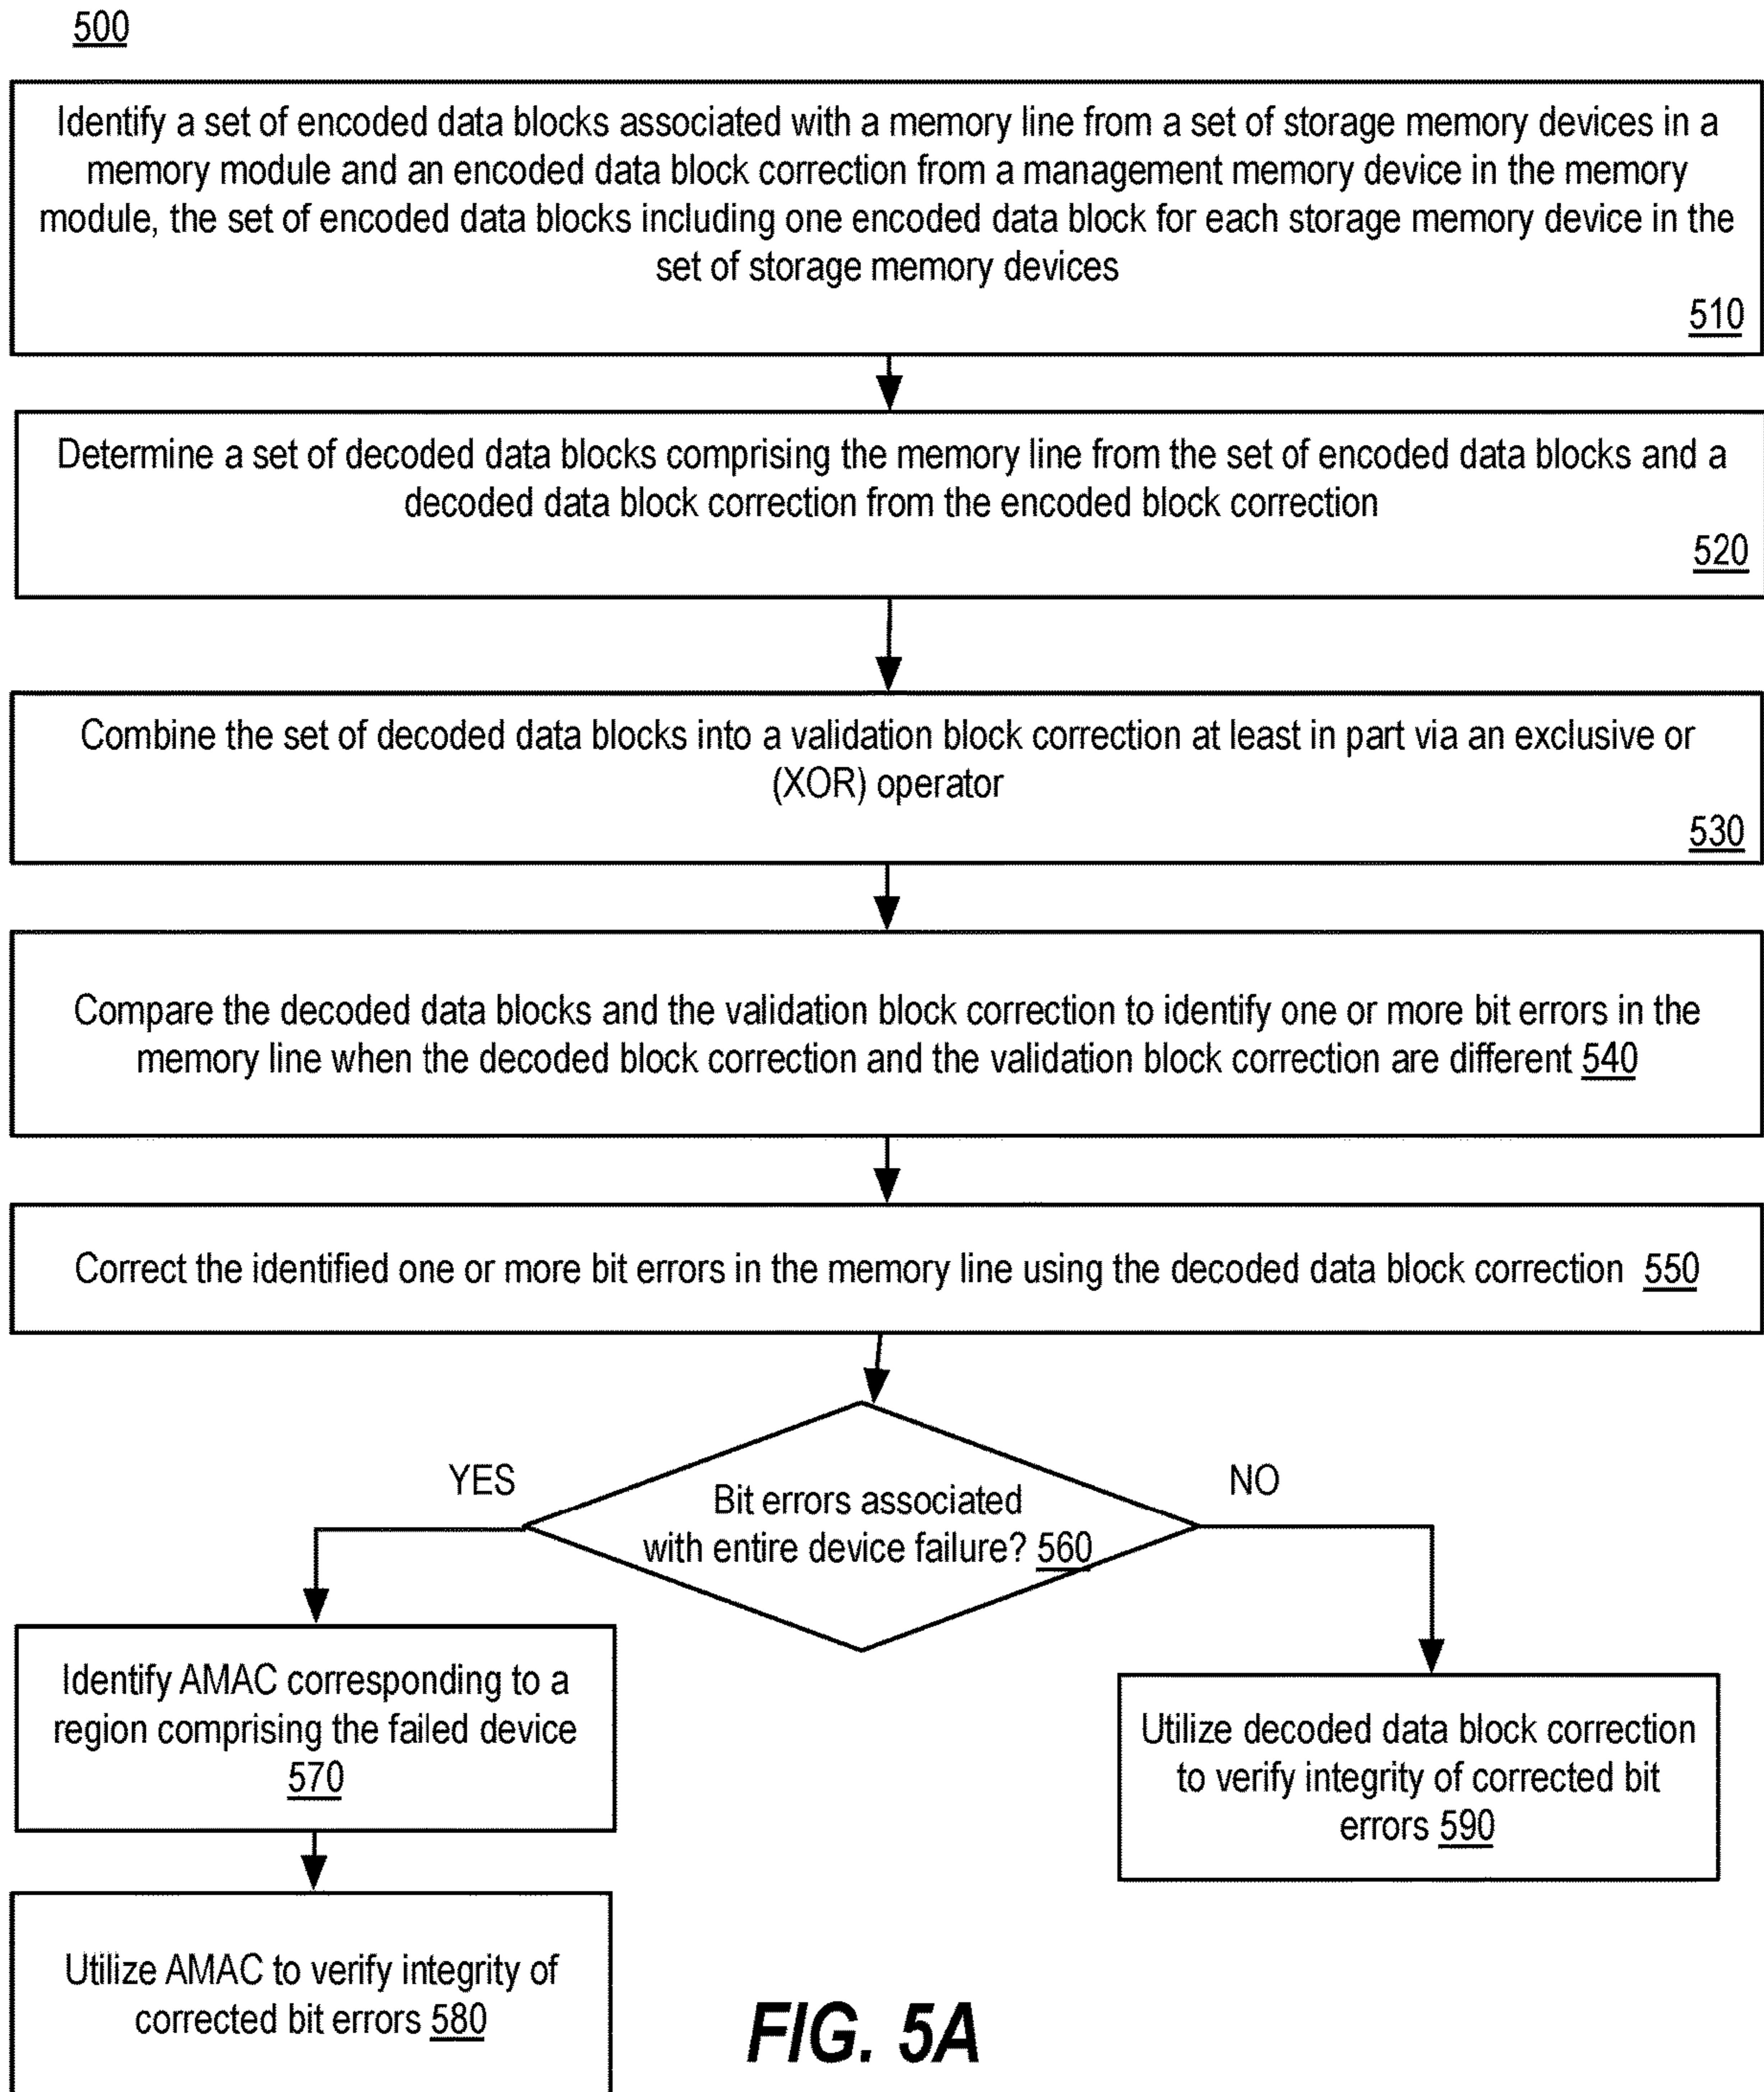 500
Identify a set of encoded data blocks associated with a memory line from a set of storage memory devices in a
memory module and an encoded data block correction from a management memory device in the memory
module, the set of encoded data blocks including one encoded data block for each storage memory device in the
set of storage memory devices
510
Determine a set of decoded data blocks comprising the memory line from the set of encoded data blocks and a
decoded data block correction from the encoded block correction
520
Combine the set of decoded data blocks into a validation block correction at least in part via an exclusive or
(XOR) operator
530
Compare the decoded data blocks and the validation block correction to identify one or more bit errors in the
memory line when the decoded block correction and the validation block correction are different 540
Correct the identified one or more bit errors in the memory line using the decoded data block correction 550
YES
NO
Bit errors associated
with entire device failure? 560
Identify AMAC corresponding to a
region comprising the failed device
570
Utilize decoded data block correction
to verify integrity of corrected bit
errors 590
Utilize AMAC to verify integrity of
corrected bit errors 580
FIG. 5A